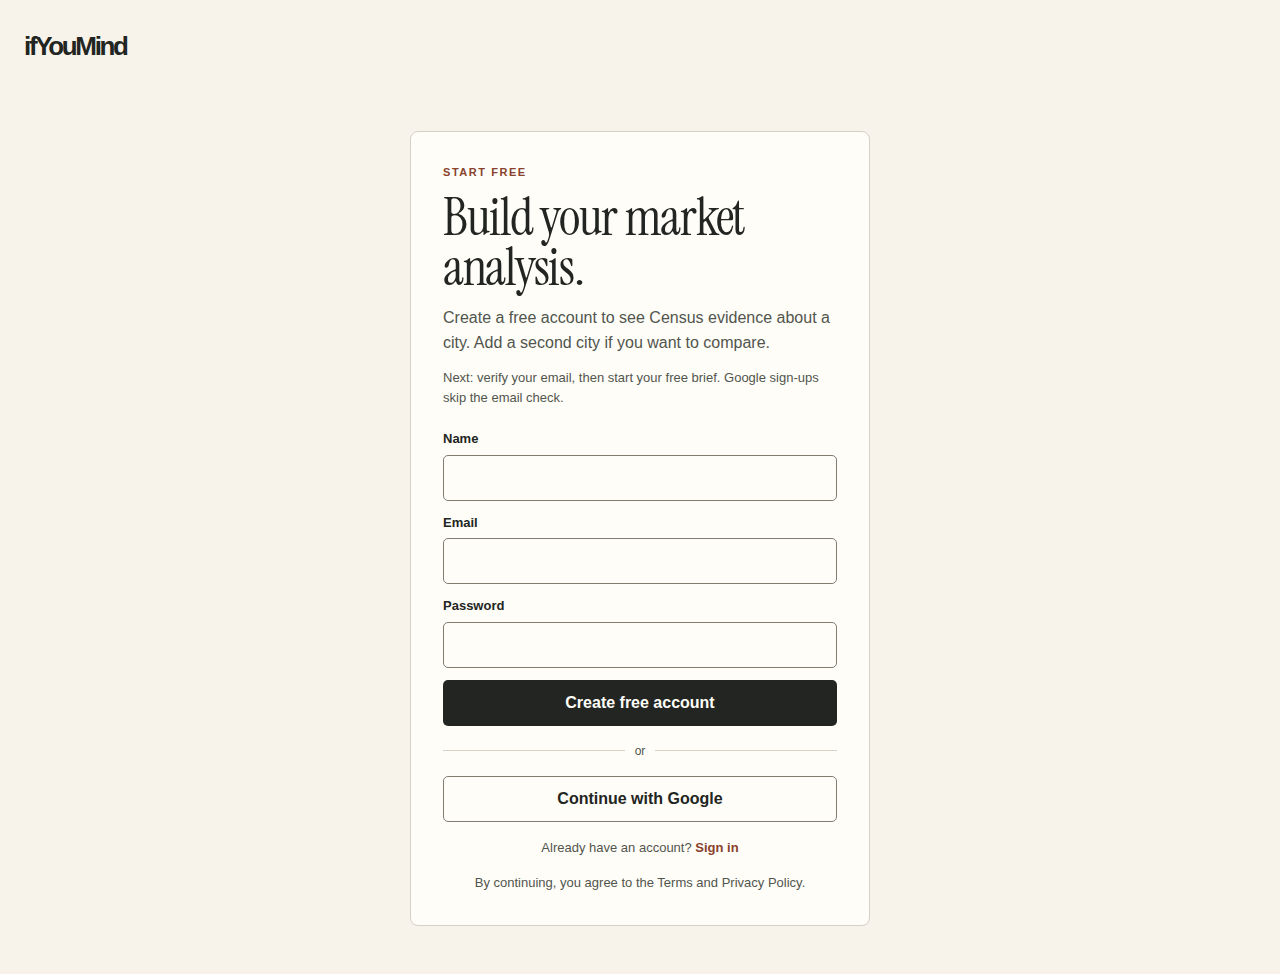 ifYouMind
START FREE
Build your market
analysis.
Create a free account to see Census evidence about a
city. Add a second city if you want to compare.
Next: verify your email, then start your free brief. Google sign-ups
skip the email check.
Name
Email
Password
Create free account
or
Continue with Google
Already have an account? Sign in
By continuing, you agree to the Terms and Privacy Policy.